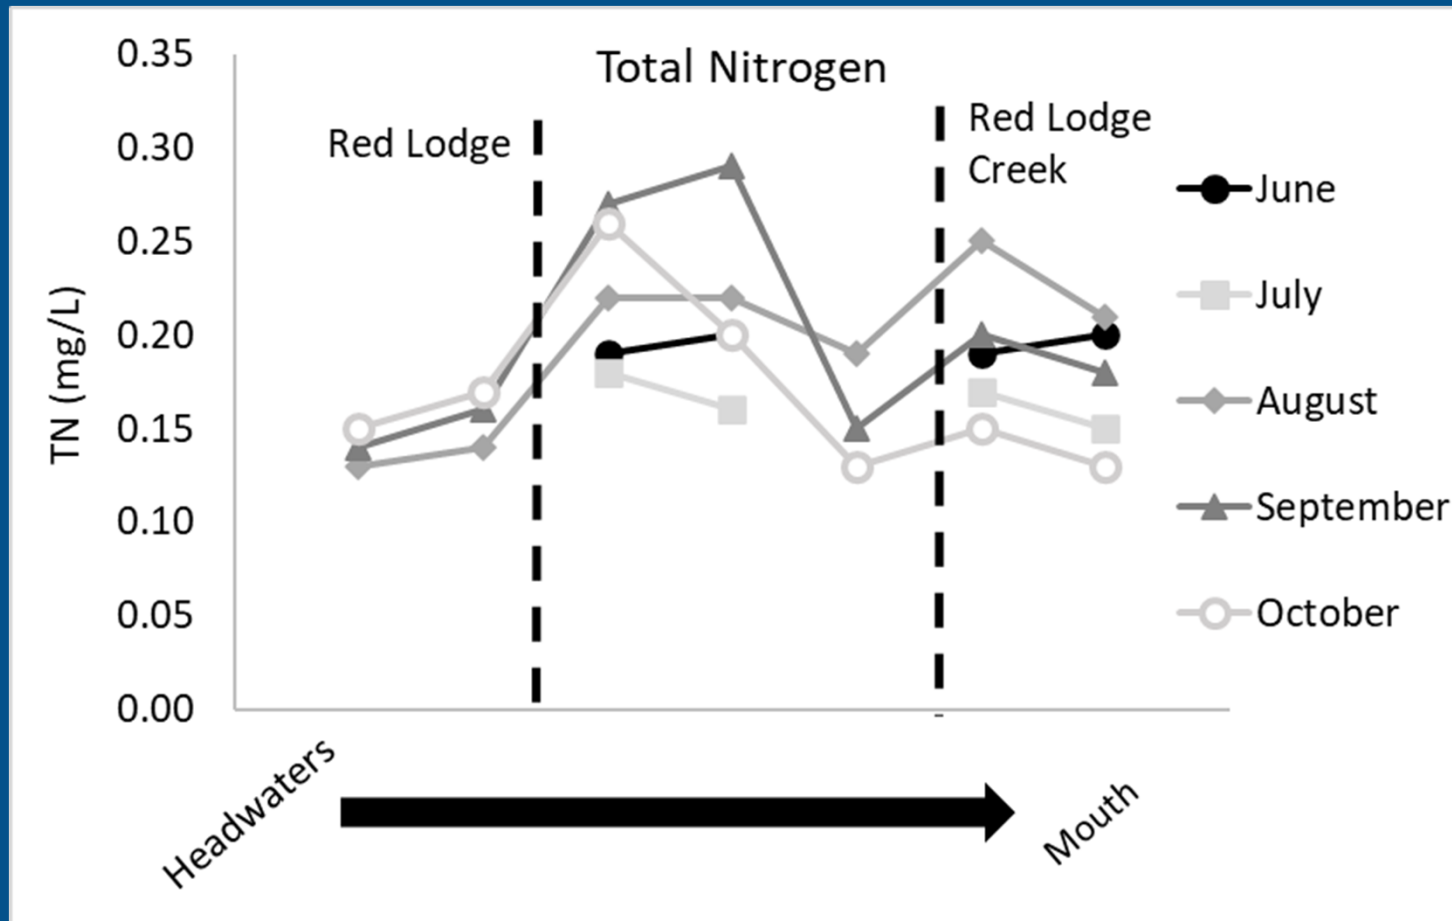 Total Nitrogen
0.35
0.30
0.25
0.20
0.15
0.10
0.05
0.00
TN (mg/L)
Red Lodge
Red Lodge
Creek
June
July
August
September
October
Headwaters
Mouth